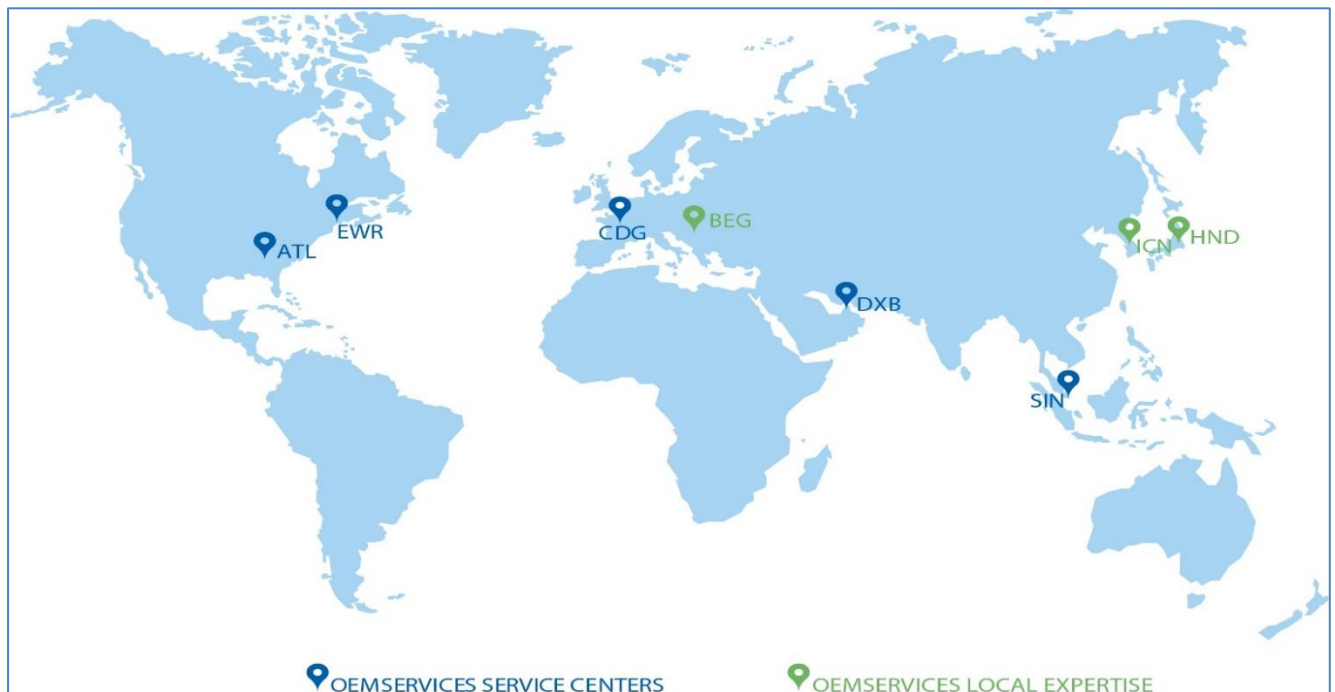 EWR
ATL
CDG
BEG
ICN
HND
DXB
SIN
OEMSERVICES SERVICE CENTERS
OEMSERVICES LOCAL EXPERTISE